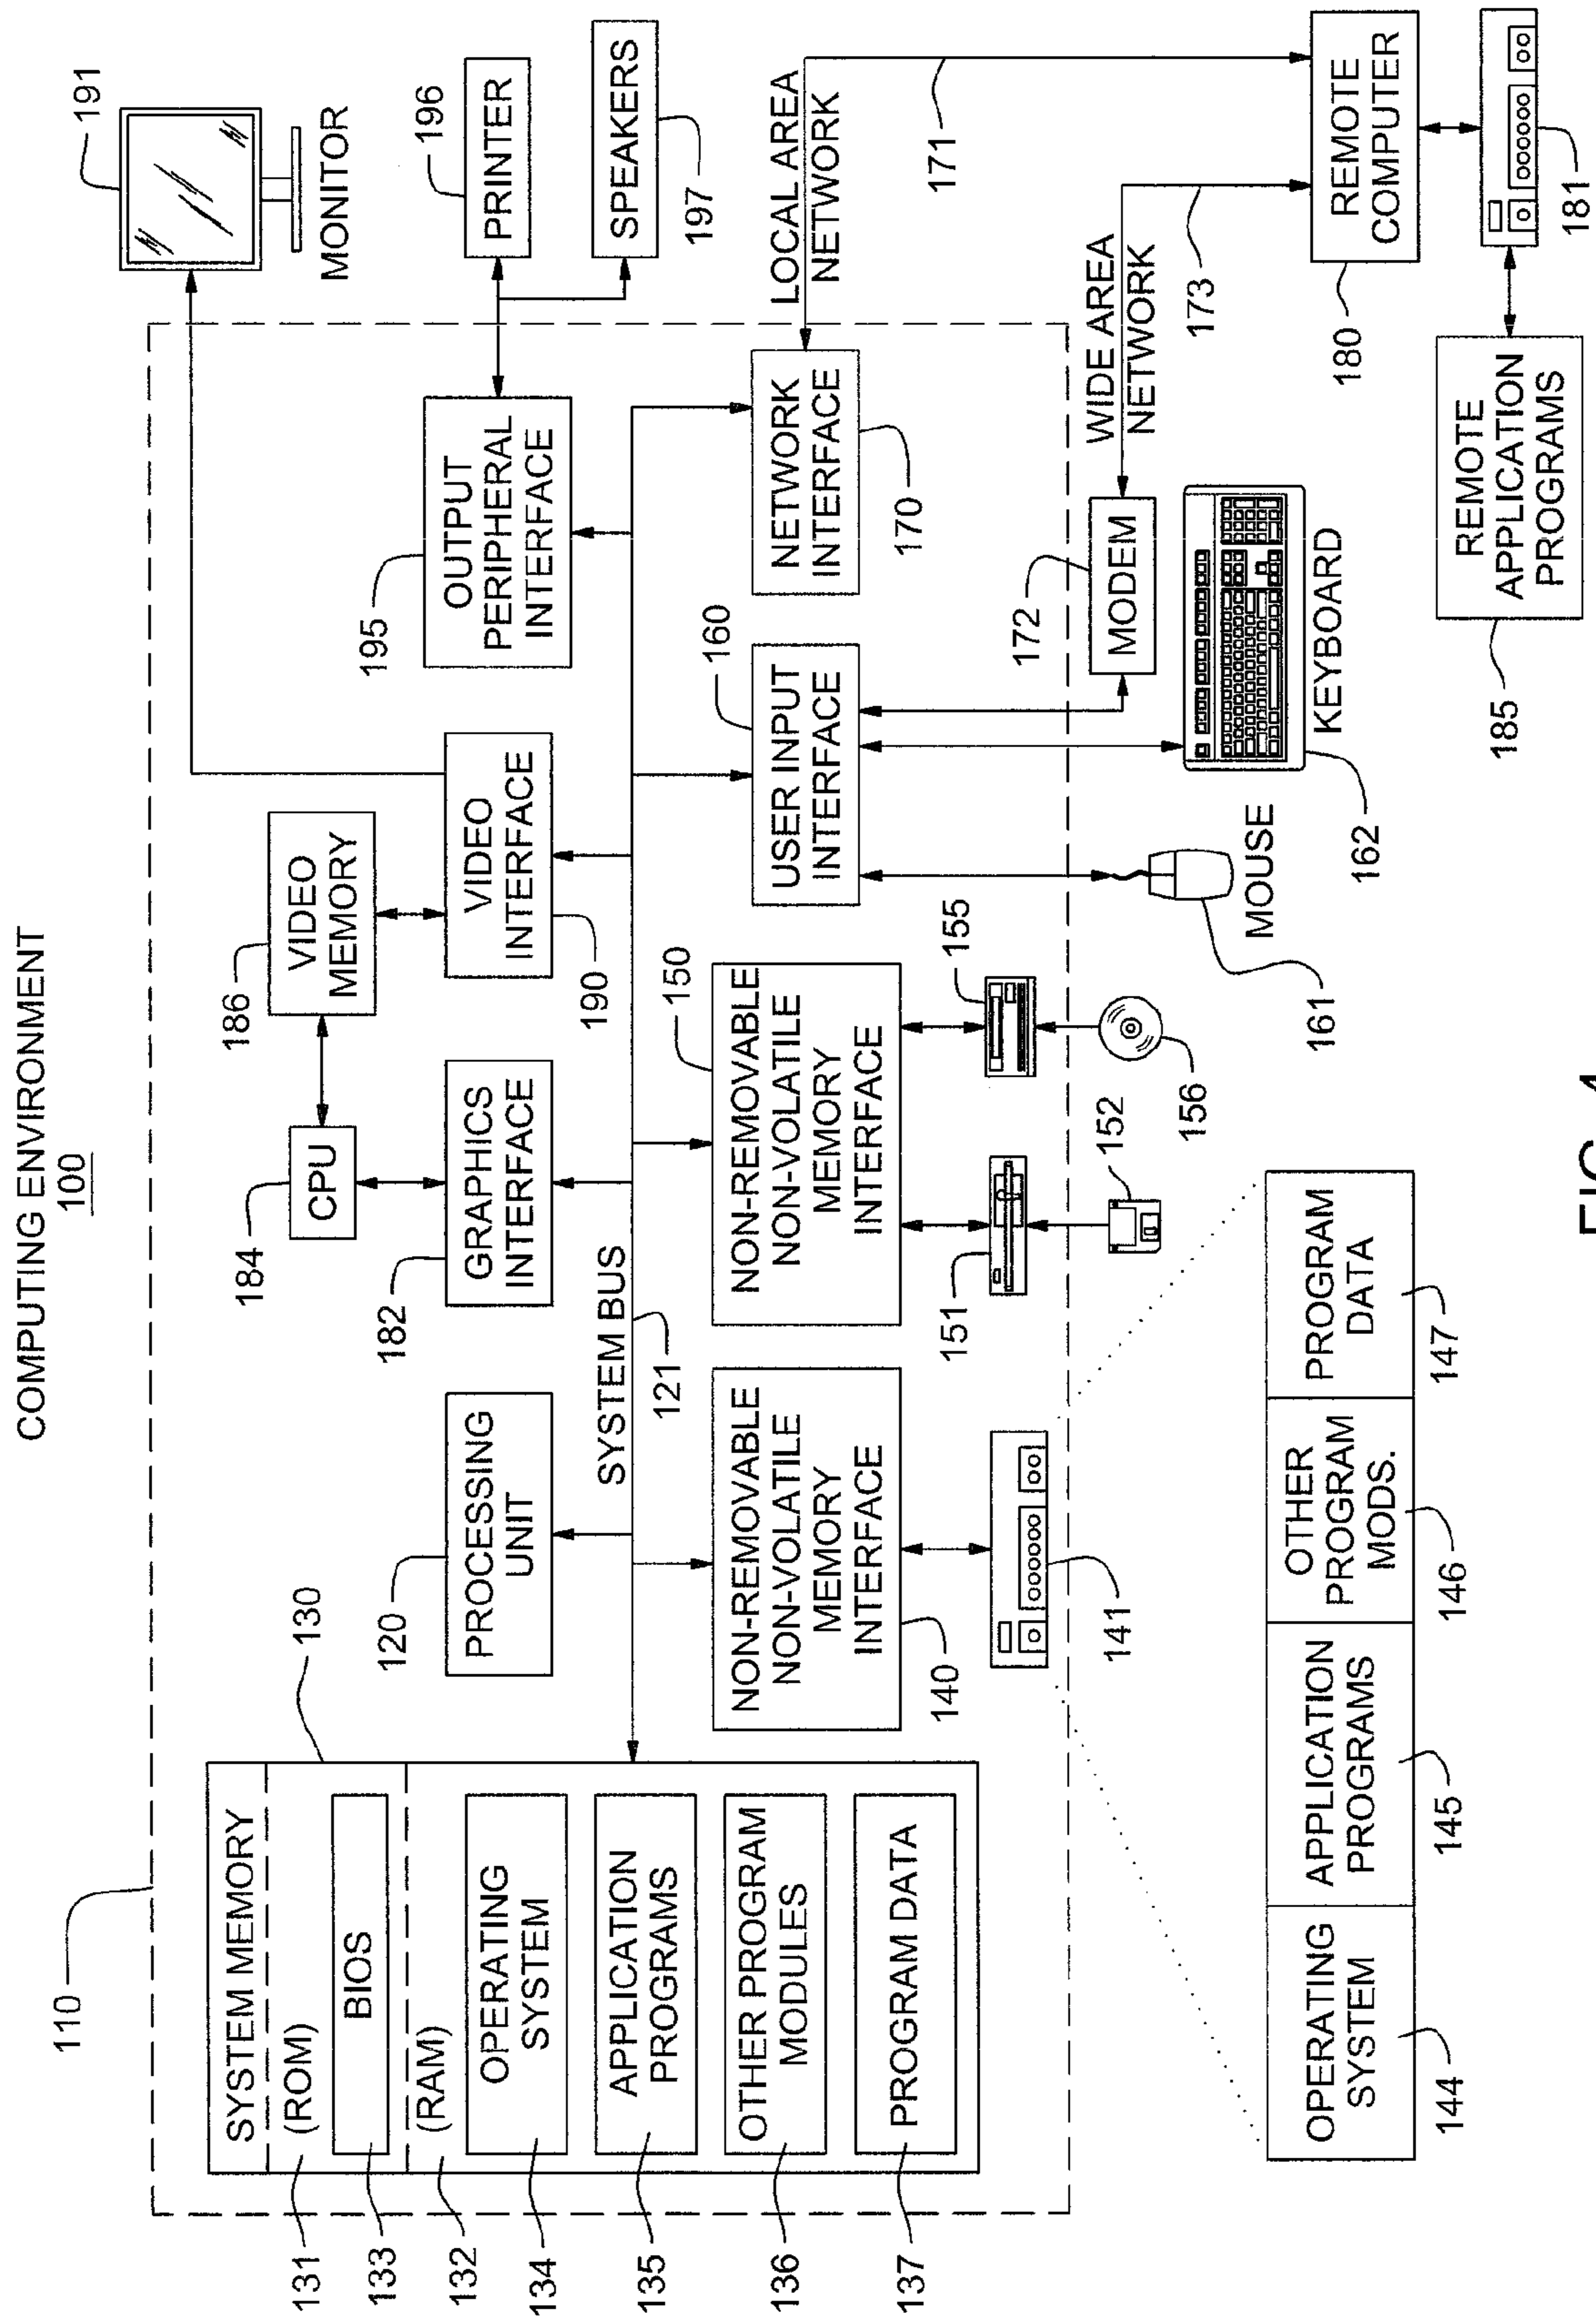 COMPUTING ENVIRONMENT
100
110
SYSTEM MEMORY
(ROM)
131
BIOS
133
(RAM)
132
OPERATING
SYSTEM
134
APPLICATION
PROGRAMS
135
OTHER PROGRAM
MODULES
136
PROGRAM DATA
137
130
120
PROCESSING
UNIT
SYSTEM BUS
121
184
CPU
182
GRAPHICS
INTERFACE
186
VIDEO
MEMORY
VIDEO
INTERFACE
190
195
OUTPUT
PERIPHERAL
INTERFACE
191
MONITOR
196
PRINTER
SPEAKERS
197
NON-REMOVABLE
NON-VOLATILE
MEMORY
INTERFACE
140
141
150
NON-REMOVABLE
NON-VOLATILE
MEMORY
INTERFACE
151
152
155
156
160
USER INPUT
INTERFACE
NETWORK
INTERFACE
170
LOCAL AREA
NETWORK
171
172
MODEM
WIDE AREA
NETWORK
173
MOUSE
161
KEYBOARD
162
REMOTE
COMPUTER
180
181
REMOTE
APPLICATION
PROGRAMS
185
OPERATING
SYSTEM
144
APPLICATION
PROGRAMS
145
OTHER
PROGRAM
MODS.
146
PROGRAM
DATA
147